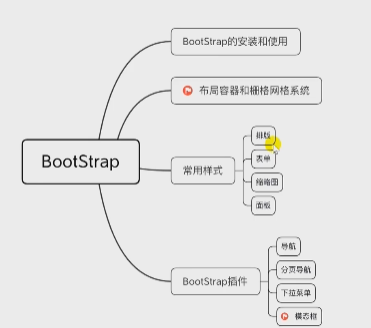 BootStrap的安装和使用
布局容器和栅格网格系统
BootStrap
常用样式
排版
表单
缩略图
面板
BootStrap插件
导航
分页导航
下拉菜单
模态框